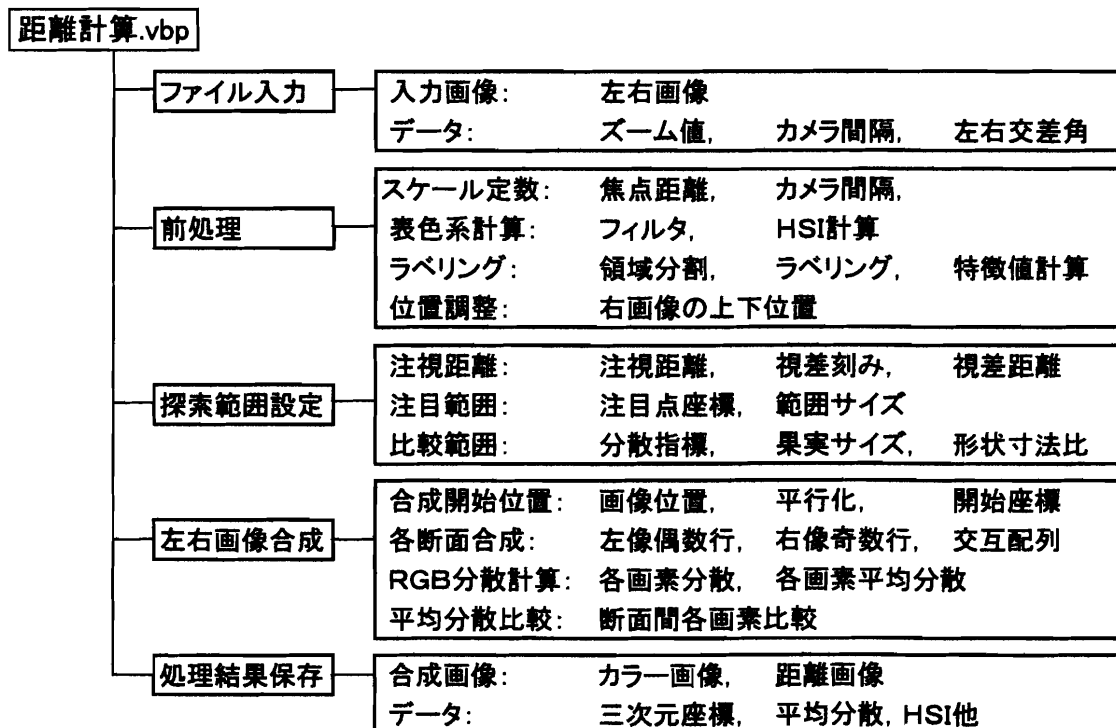 距離計算.vbp
ファイル入力
入力画像: 左右画像
データ: ズーム値, カメラ間隔, 左右交差角
前処理
スケール定数: 焦点距離, カメラ間隔,
表色系計算: フィルタ, HSI計算
ラベリング: 領域分割, ラベリング, 特徴値計算
位置調整: 右画像の上下位置
探索範囲設定
注視距離: 注視距離, 視差刻み, 視差距離
注目範囲: 注目点座標, 範囲サイズ
比較範囲: 分散指標, 果実サイズ, 形状寸法比
左右画像合成
合成開始位置: 画像位置, 平行化, 開始座標
各断面合成: 左像偶数行, 右像奇数行, 交互配列
RGB分散計算: 各画素分散, 各画素平均分散
平均分散比較: 断面間各画素比較
処理結果保存
合成画像: カラー画像, 距離画像
データ: 三次元座標, 平均分散, HSI他